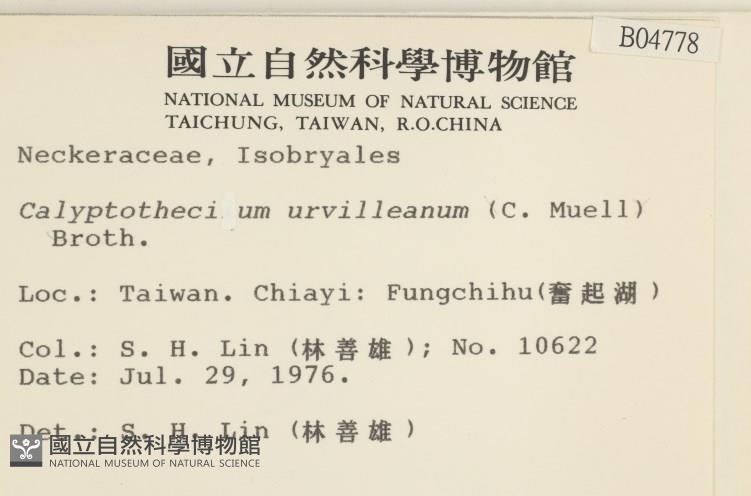 B04778
國立自然科學博物館
NATIONAL MUSEUM OF NATURAL SCIENCE
TAICHUNG, TAIWAN, R.O.CHINA
Neckeraceae, Isobryales
Calyptotheci um urvilleanum (C. Muell)
Broth.
Loc.: Taiwan. Chiayi: Fungchihu(奮起湖)
Col.: S. H. Lin (林善雄); No. 10622
Date: Jul. 29, 1976.
Det.: S. H. Lin (林善雄)
國立自然科學博物館
NATIONAL MUSEUM OF NATURAL SCIENCE